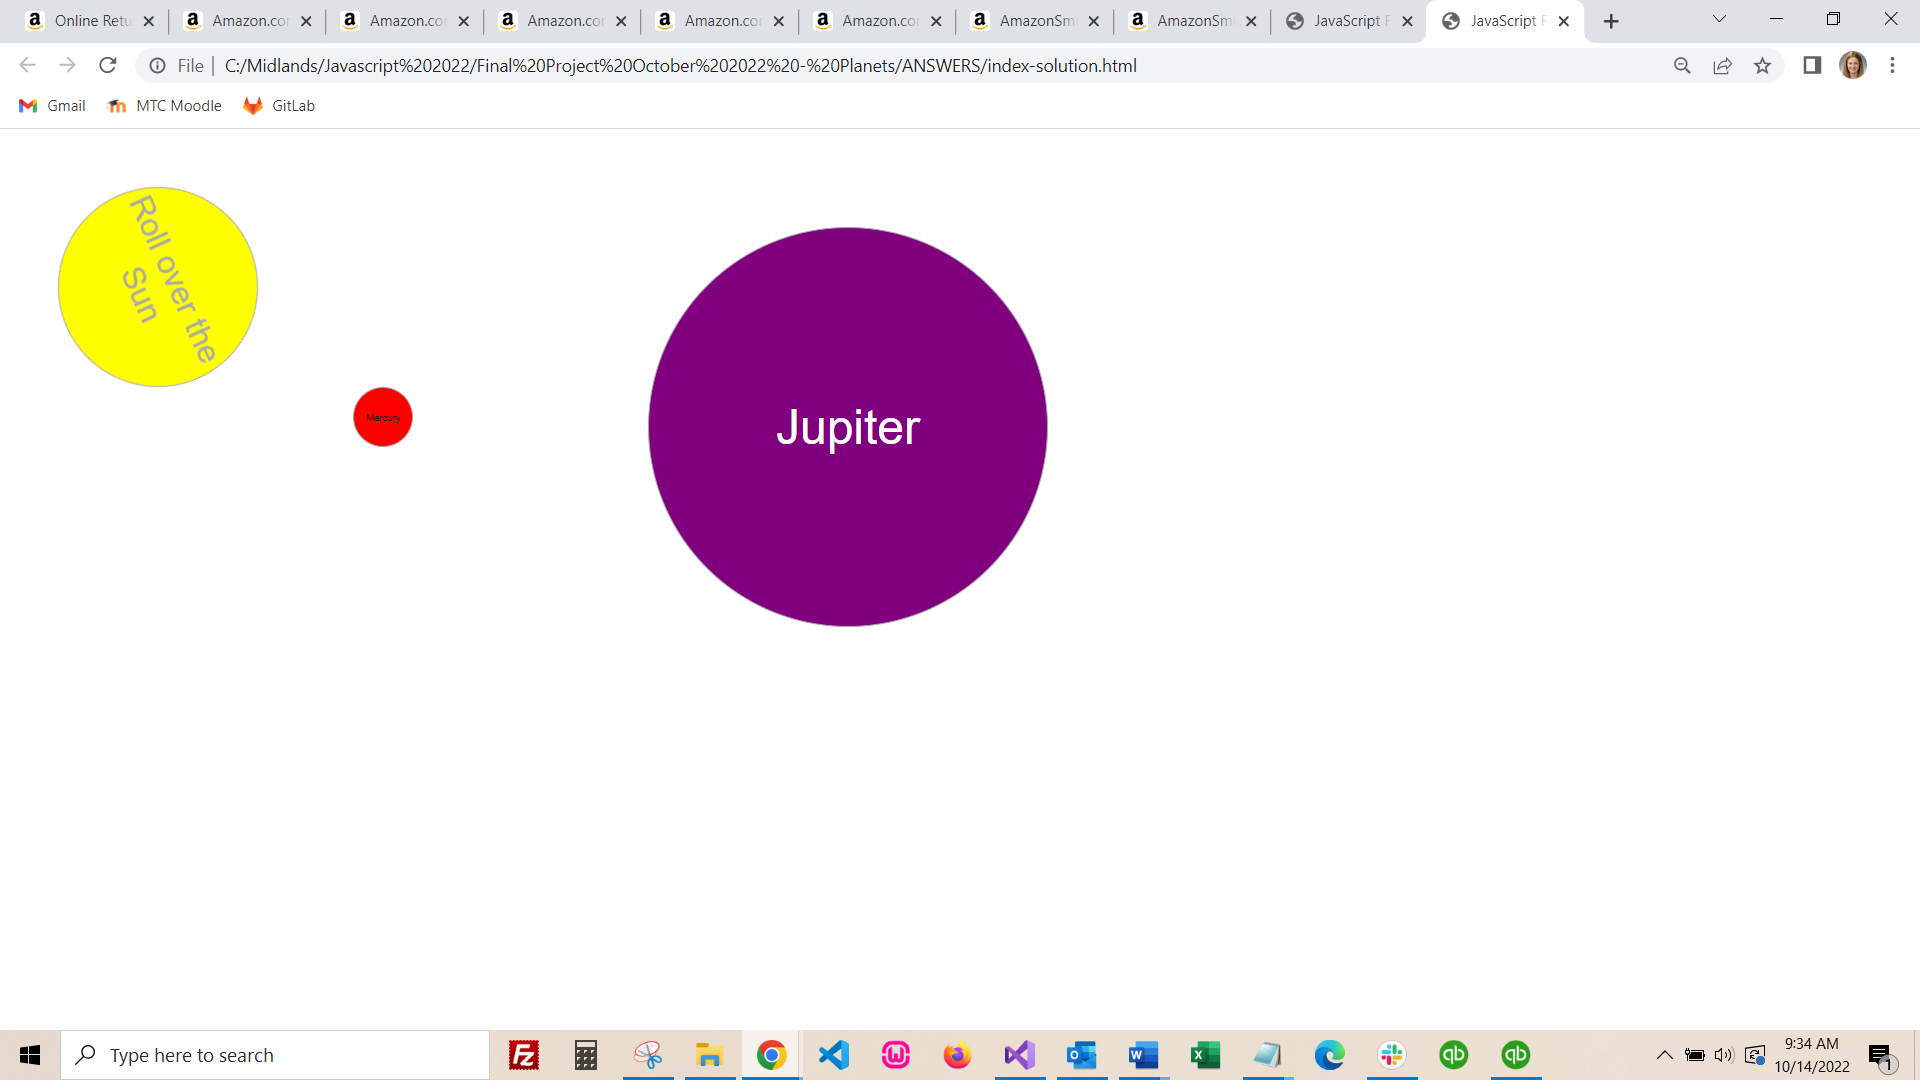 Online Retu
Amazon.co
Amazon.co
Amazon.co
Amazon.co
Amazon.co
AmazonSm
AmazonSm
JavaScript F
JavaScript F
File
C:/Midlands/Javascript%202022/Final%20Project%20October%202022%20-%20Planets/ANSWERS/index-solution.html
Gmail
MTC Moodle
GitLab
Roll over the
Sun
Mercury
Jupiter
Type here to search
9:34 AM
10/14/2022
1